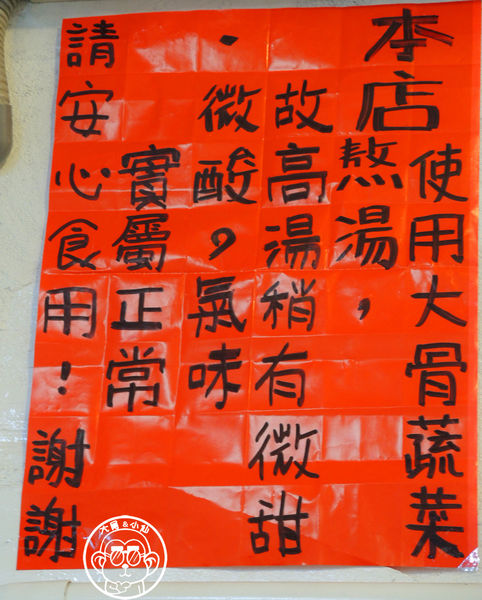 本店
使用大骨蔬菜
熬湯，
故高湯稍有微甜
、微酸，氣味
實屬正常
請安心食用！謝謝